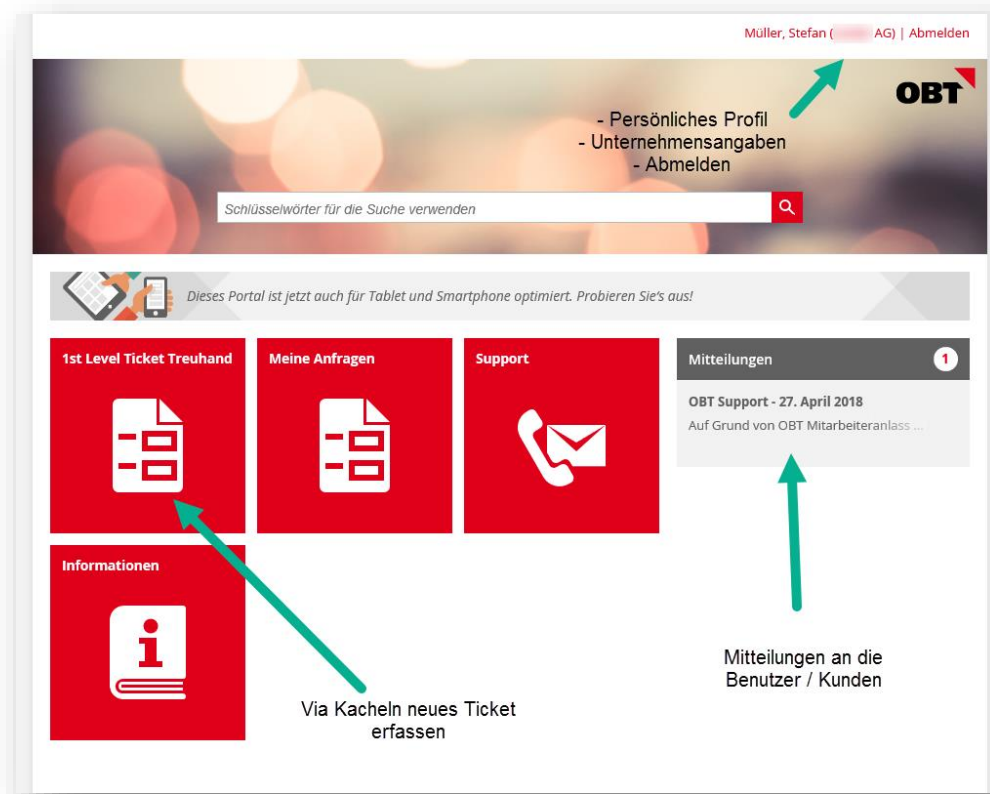 Müller, Stefan ( AG) | Abmelden
OBT
- Persönliches Profil
- Unternehmensangaben
- Abmelden
Schlüsselwörter für die Suche verwenden
Dieses Portal ist jetzt auch für Tablet und Smartphone optimiert. Probieren Sie's aus!
1st Level Ticket Treuhand
Meine Anfragen
Support
Mitteilungen
1
OBT Support - 27. April 2018
Auf Grund von OBT Mitarbeiteranlass ...
Informationen
Via Kacheln neues Ticket
erfassen
Mitteilungen an die
Benutzer / Kunden